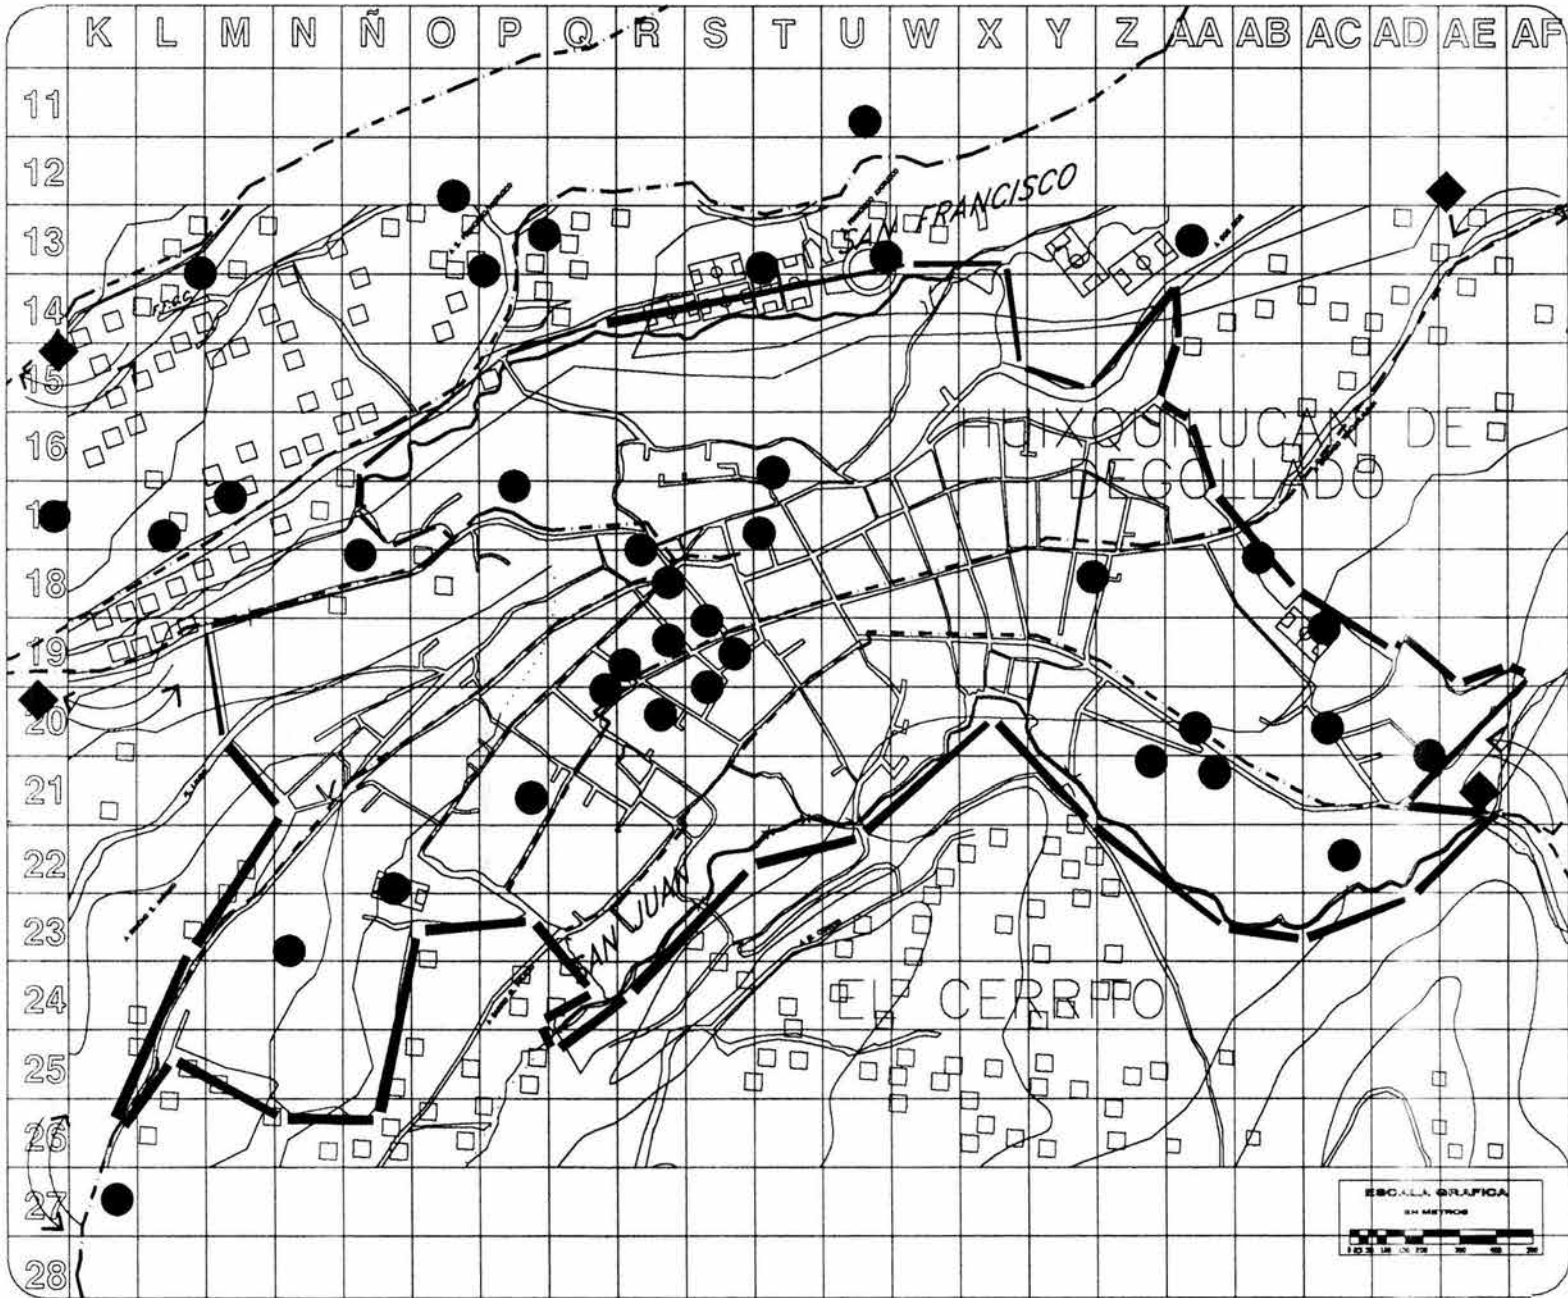 K L M N Ñ O P Q R S T U W X Y Z AA AB AC AD AE AF
11
12
SAN FRANCISCO
13
14
15
16
HUIXQUILUCAN DE
DEGOLLADO
18
19
20
21
22
SAN JUAN
23
24
EL CERRITO
25
26
27
ESCALA GRAFICA
EN METROS
28